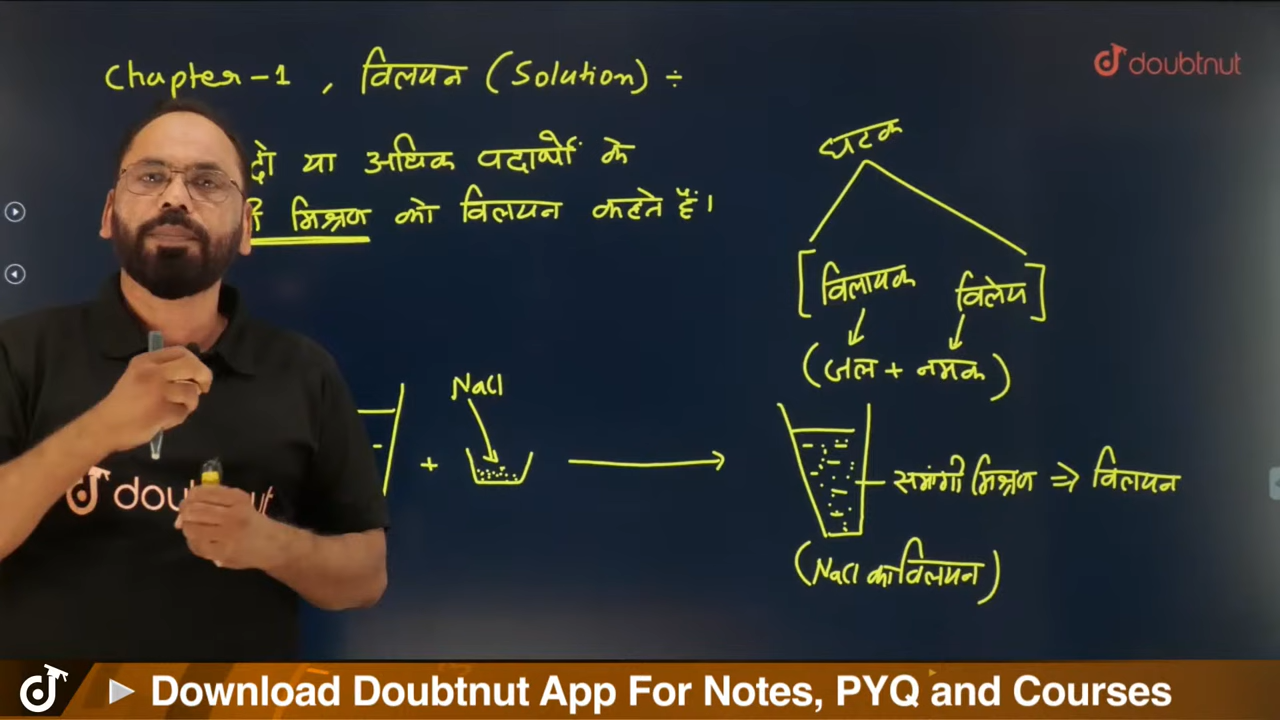 Chapter-1, विलयन (Solution) ÷
doubtnut
दो या अधिक पदार्थों के
मिश्रण को विलयन कहते हैं।
घटक
[विलायक विलेय]
(जल + नमक)
NaCl
+
समांगी मिश्रण ⇒ विलयन
(NaCl का विलयन)
doubtnut
Download Doubtnut App For Notes, PYQ and Courses